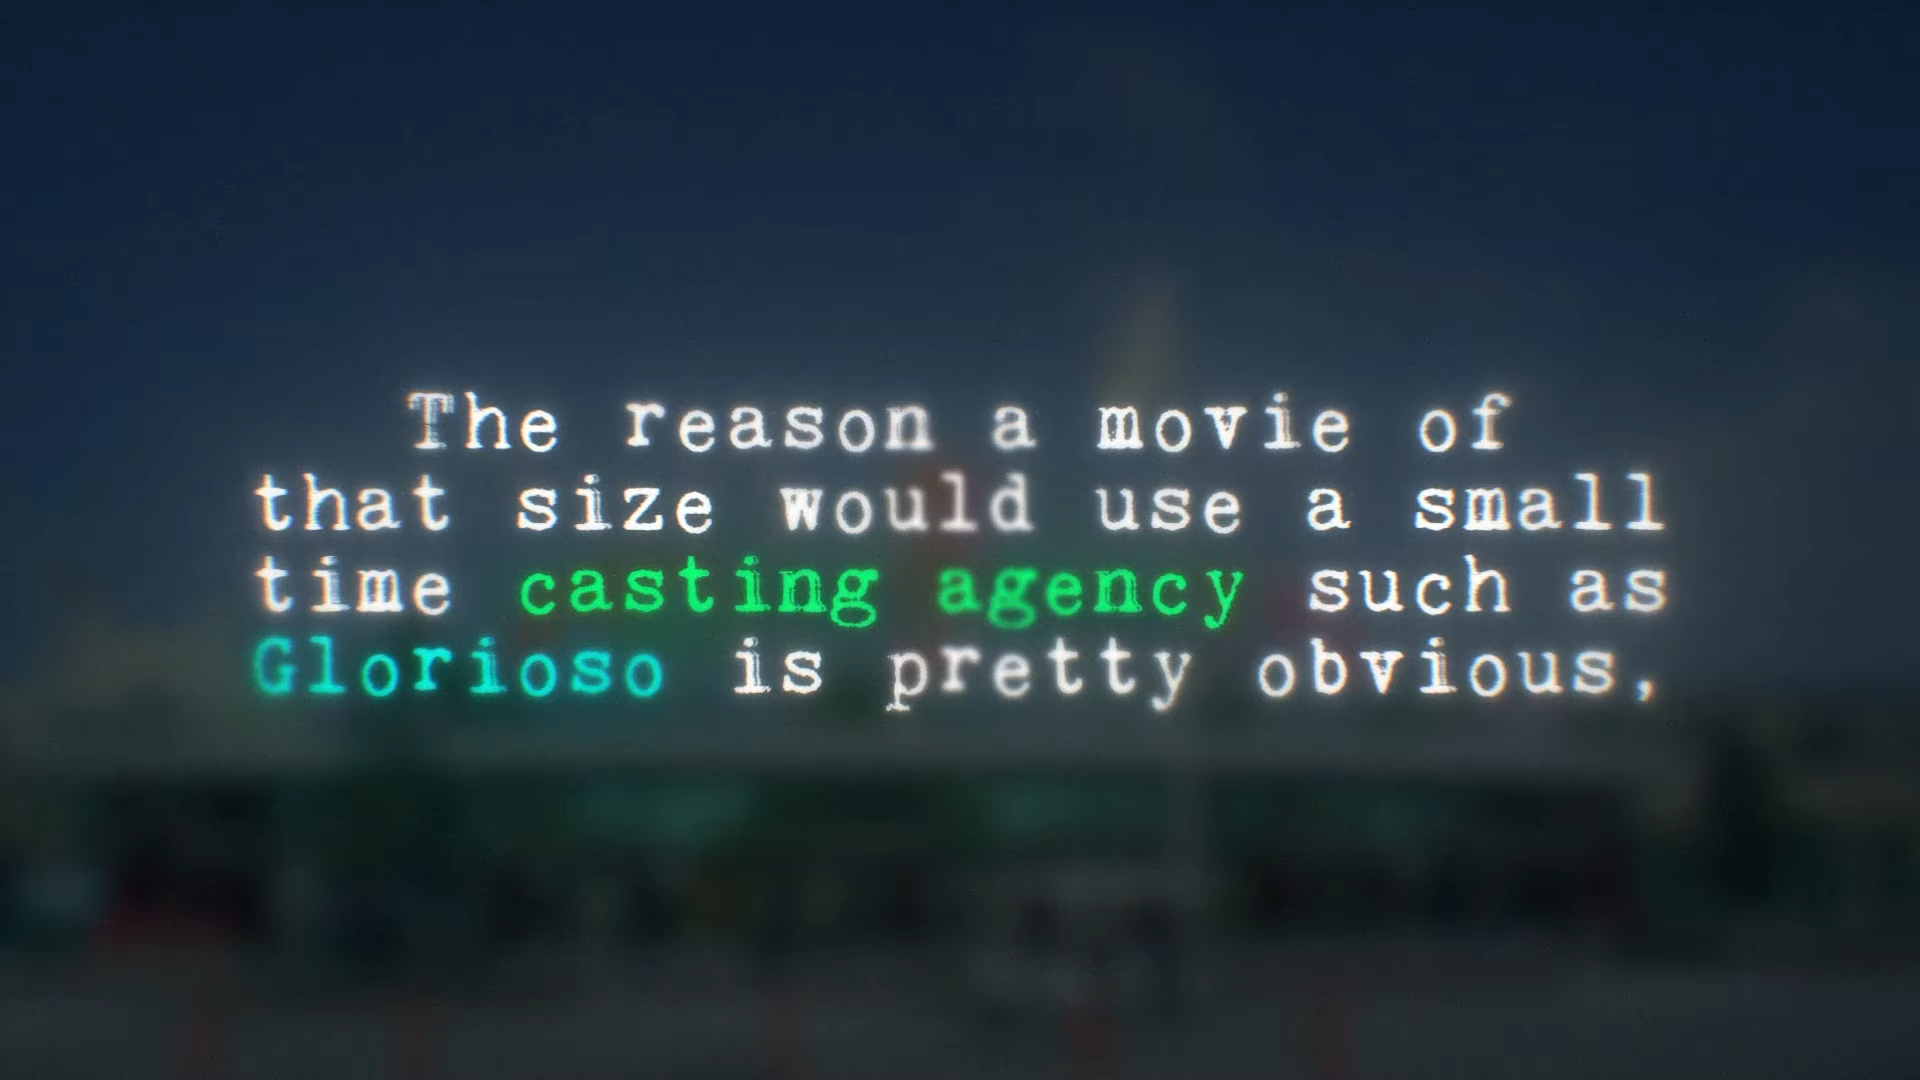 The reason a movie of
that size would use a small
time casting agency such as
Glorioso is pretty obvious,